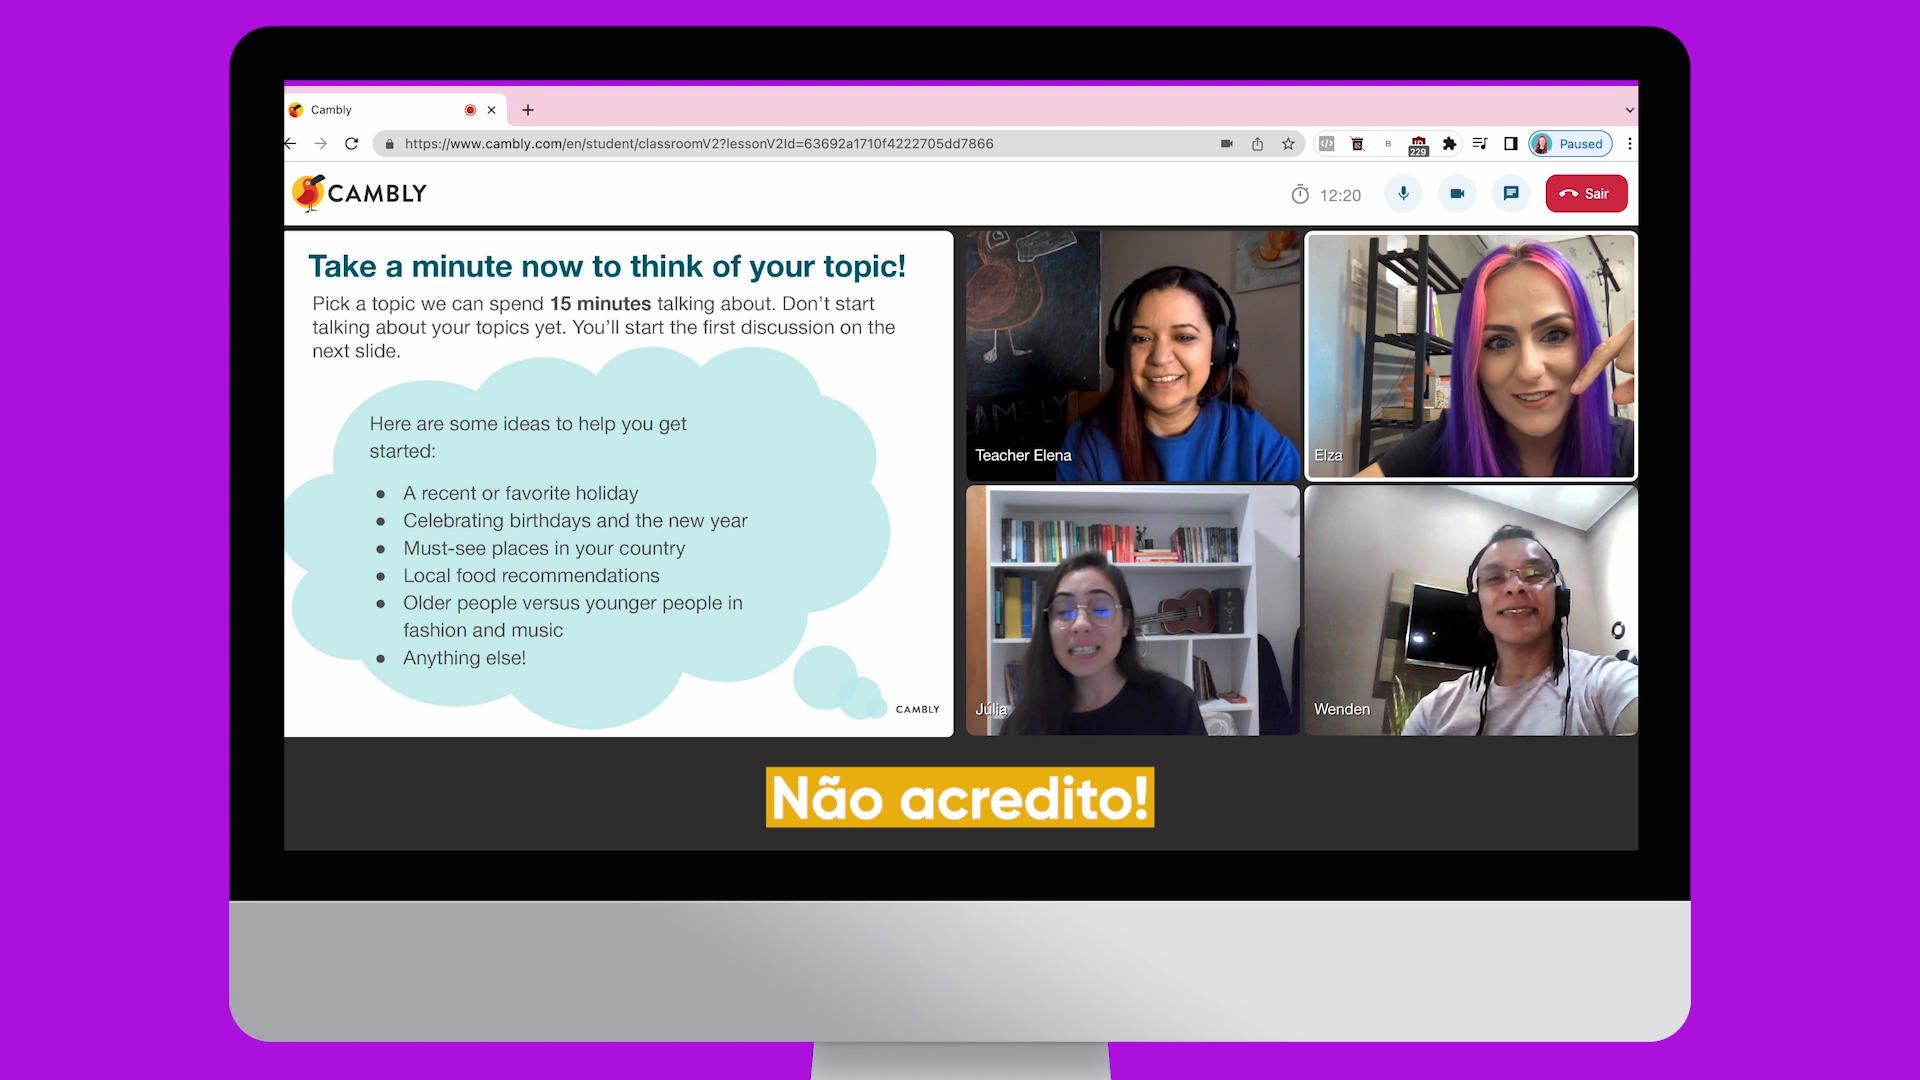 Cambly
https://www.cambly.com/en/student/classroomV2?lessonV2Id=63692a1710f4222705dd7866
B
229
Paused
CAMBLY
12:20
Sair
Take a minute now to think of your topic!
Pick a topic we can spend 15 minutes talking about. Don't start
talking about your topics yet. You'll start the first discussion on the
next slide.
Here are some ideas to help you get
started:
● A recent or favorite holiday
● Celebrating birthdays and the new year
● Must-see places in your country
● Local food recommendations
● Older people versus younger people in
fashion and music
● Anything else!
CAMBLY
CAMBLY
Teacher Elena
Elza
Júlia
Wenden
Não acredito!